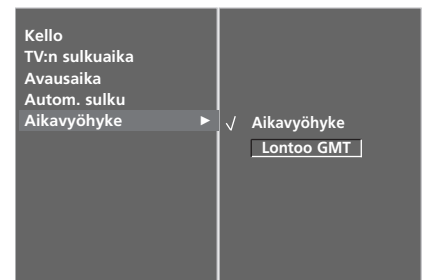 Kello
TV:n sulkuaika
Avausaika
Autom. sulku
Aikavyöhyke ►
√ Aikavyöhyke
Lontoo GMT